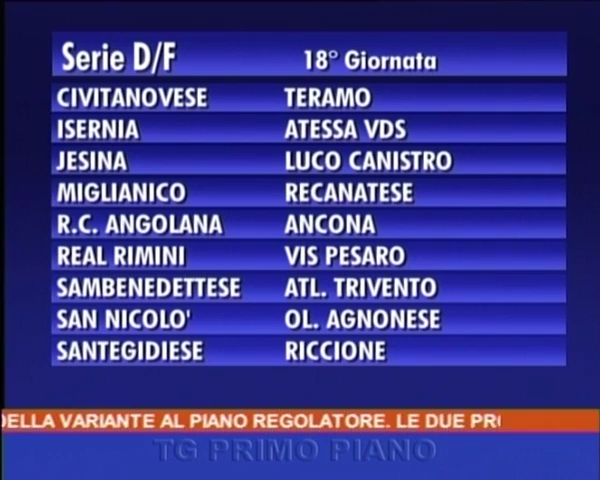 Serie D/F 18° Giornata
CIVITANOVESE TERAMO
ISERNIA ATESSA VDS
JESINA LUCO CANISTRO
MIGLIANICO RECANATESE
R.C. ANGOLANA ANCONA
REAL RIMINI VIS PESARO
SAMBENEDETTESE ATL. TRIVENTO
SAN NICOLO' OL. AGNONESE
SANTEGIDIESE RICCIONE
DELLA VARIANTE AL PIANO REGOLATORE. LE DUE
TG PRIMO PIANO